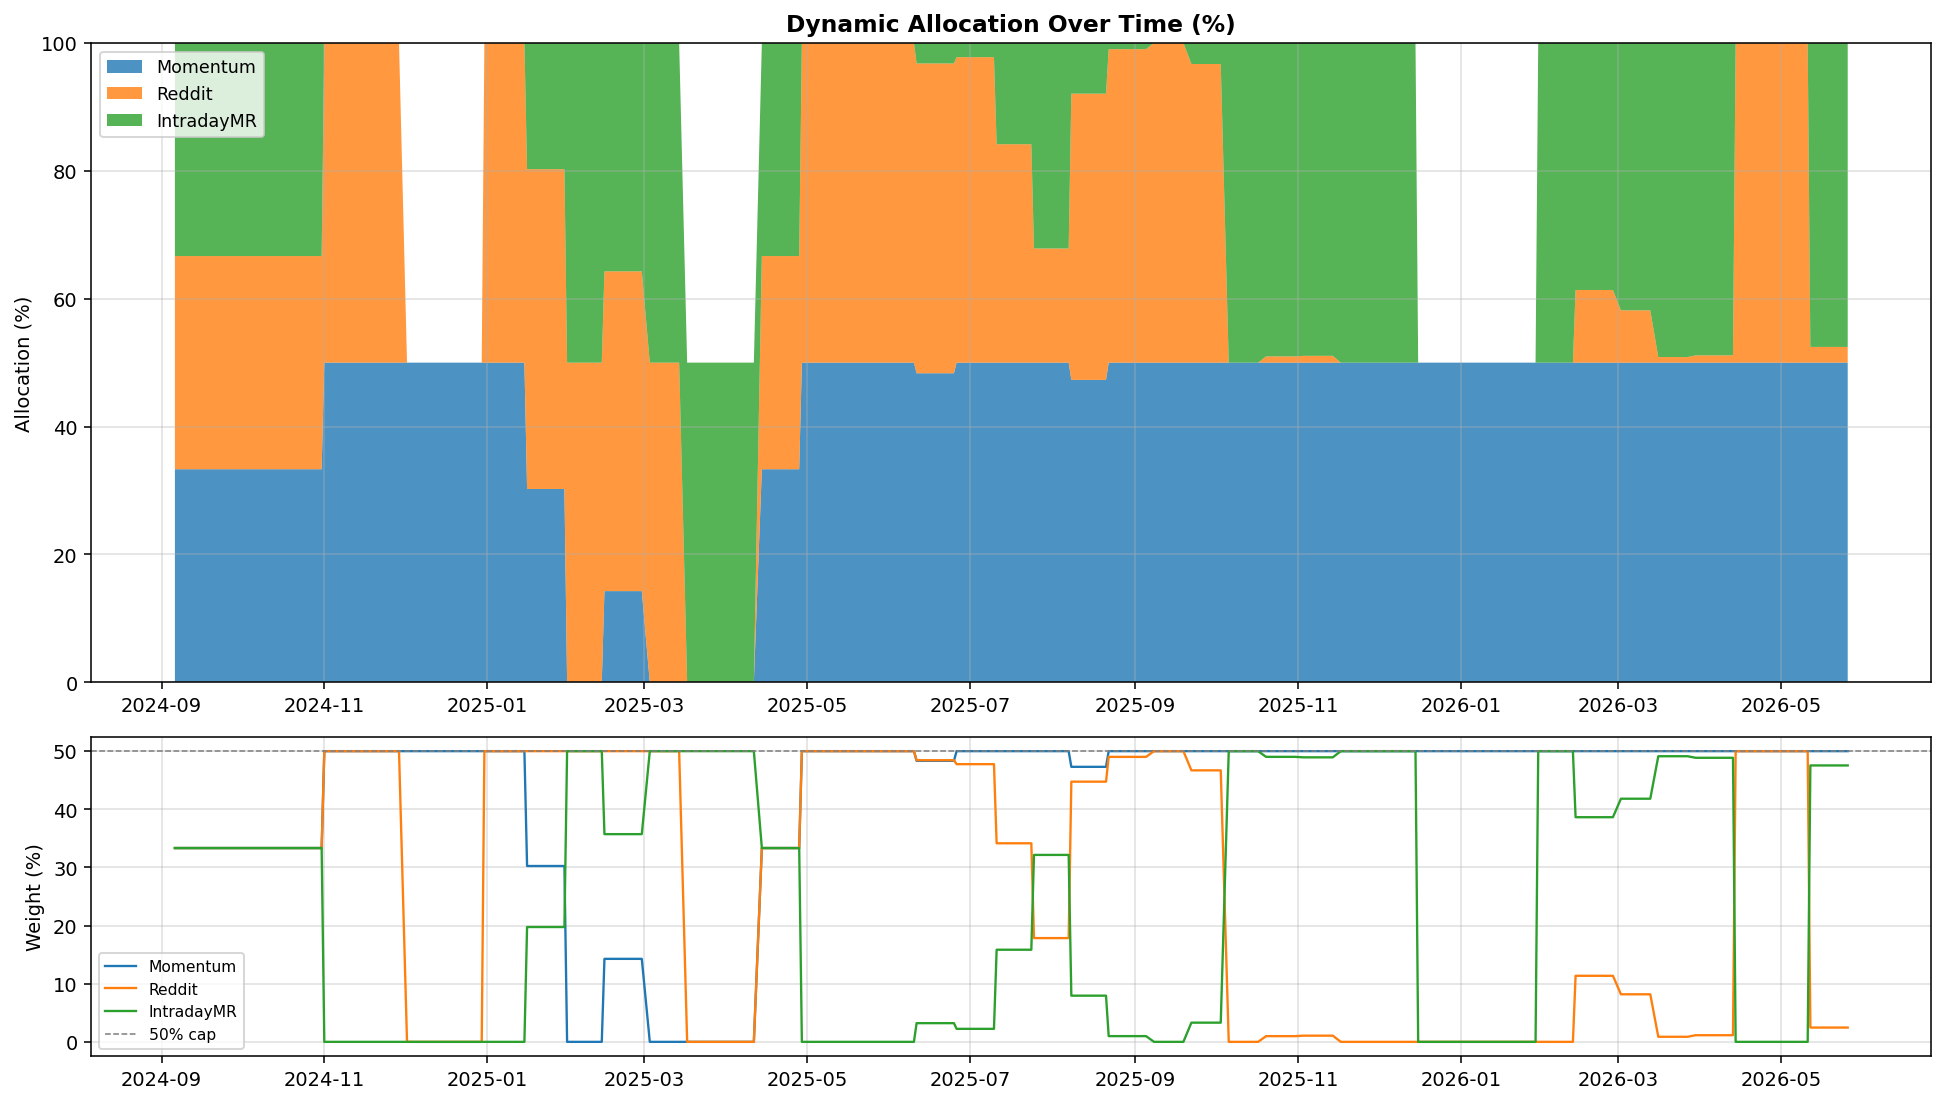 Dynamic Allocation Over Time (%)
100
80
60
40
20
0
Allocation (%)
Momentum
Reddit
IntradayMR
2024-09 2024-11 2025-01 2025-03 2025-05 2025-07 2025-09 2025-11 2026-01 2026-03 2026-05
50
40
30
20
10
0
Weight (%)
Momentum
Reddit
IntradayMR
50% cap
2024-09 2024-11 2025-01 2025-03 2025-05 2025-07 2025-09 2025-11 2026-01 2026-03 2026-05